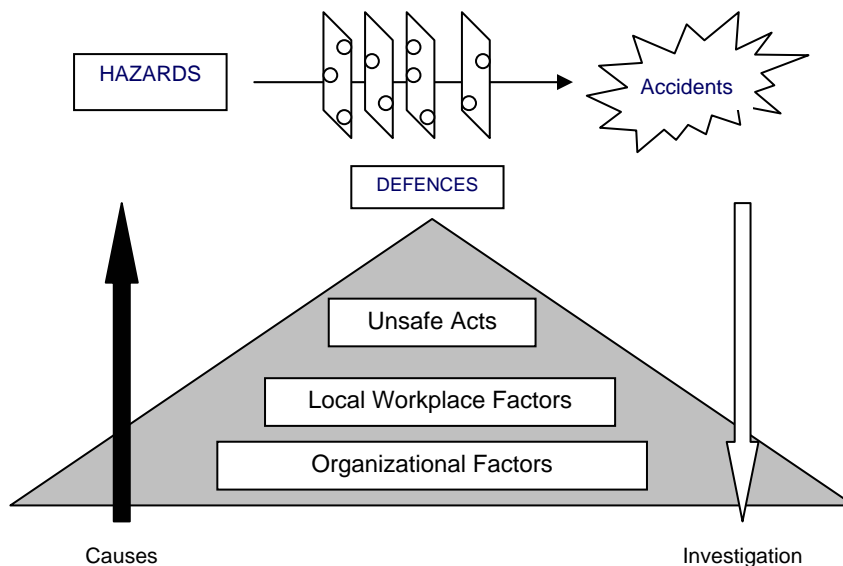 HAZARDS
Accidents
DEFENCES
Unsafe Acts
Local Workplace Factors
Organizational Factors
Causes
Investigation